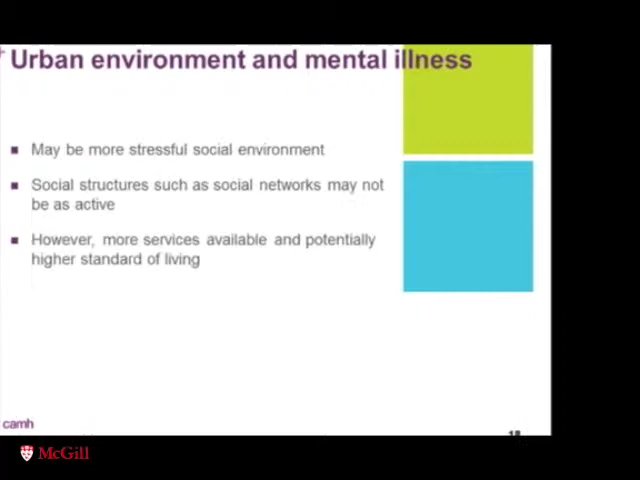 Urban environment and mental illness
May be more stressful social environment
Social structures such as social networks may not
be as active
However, more services available and potentially
higher standard of living
camh
18
McGill